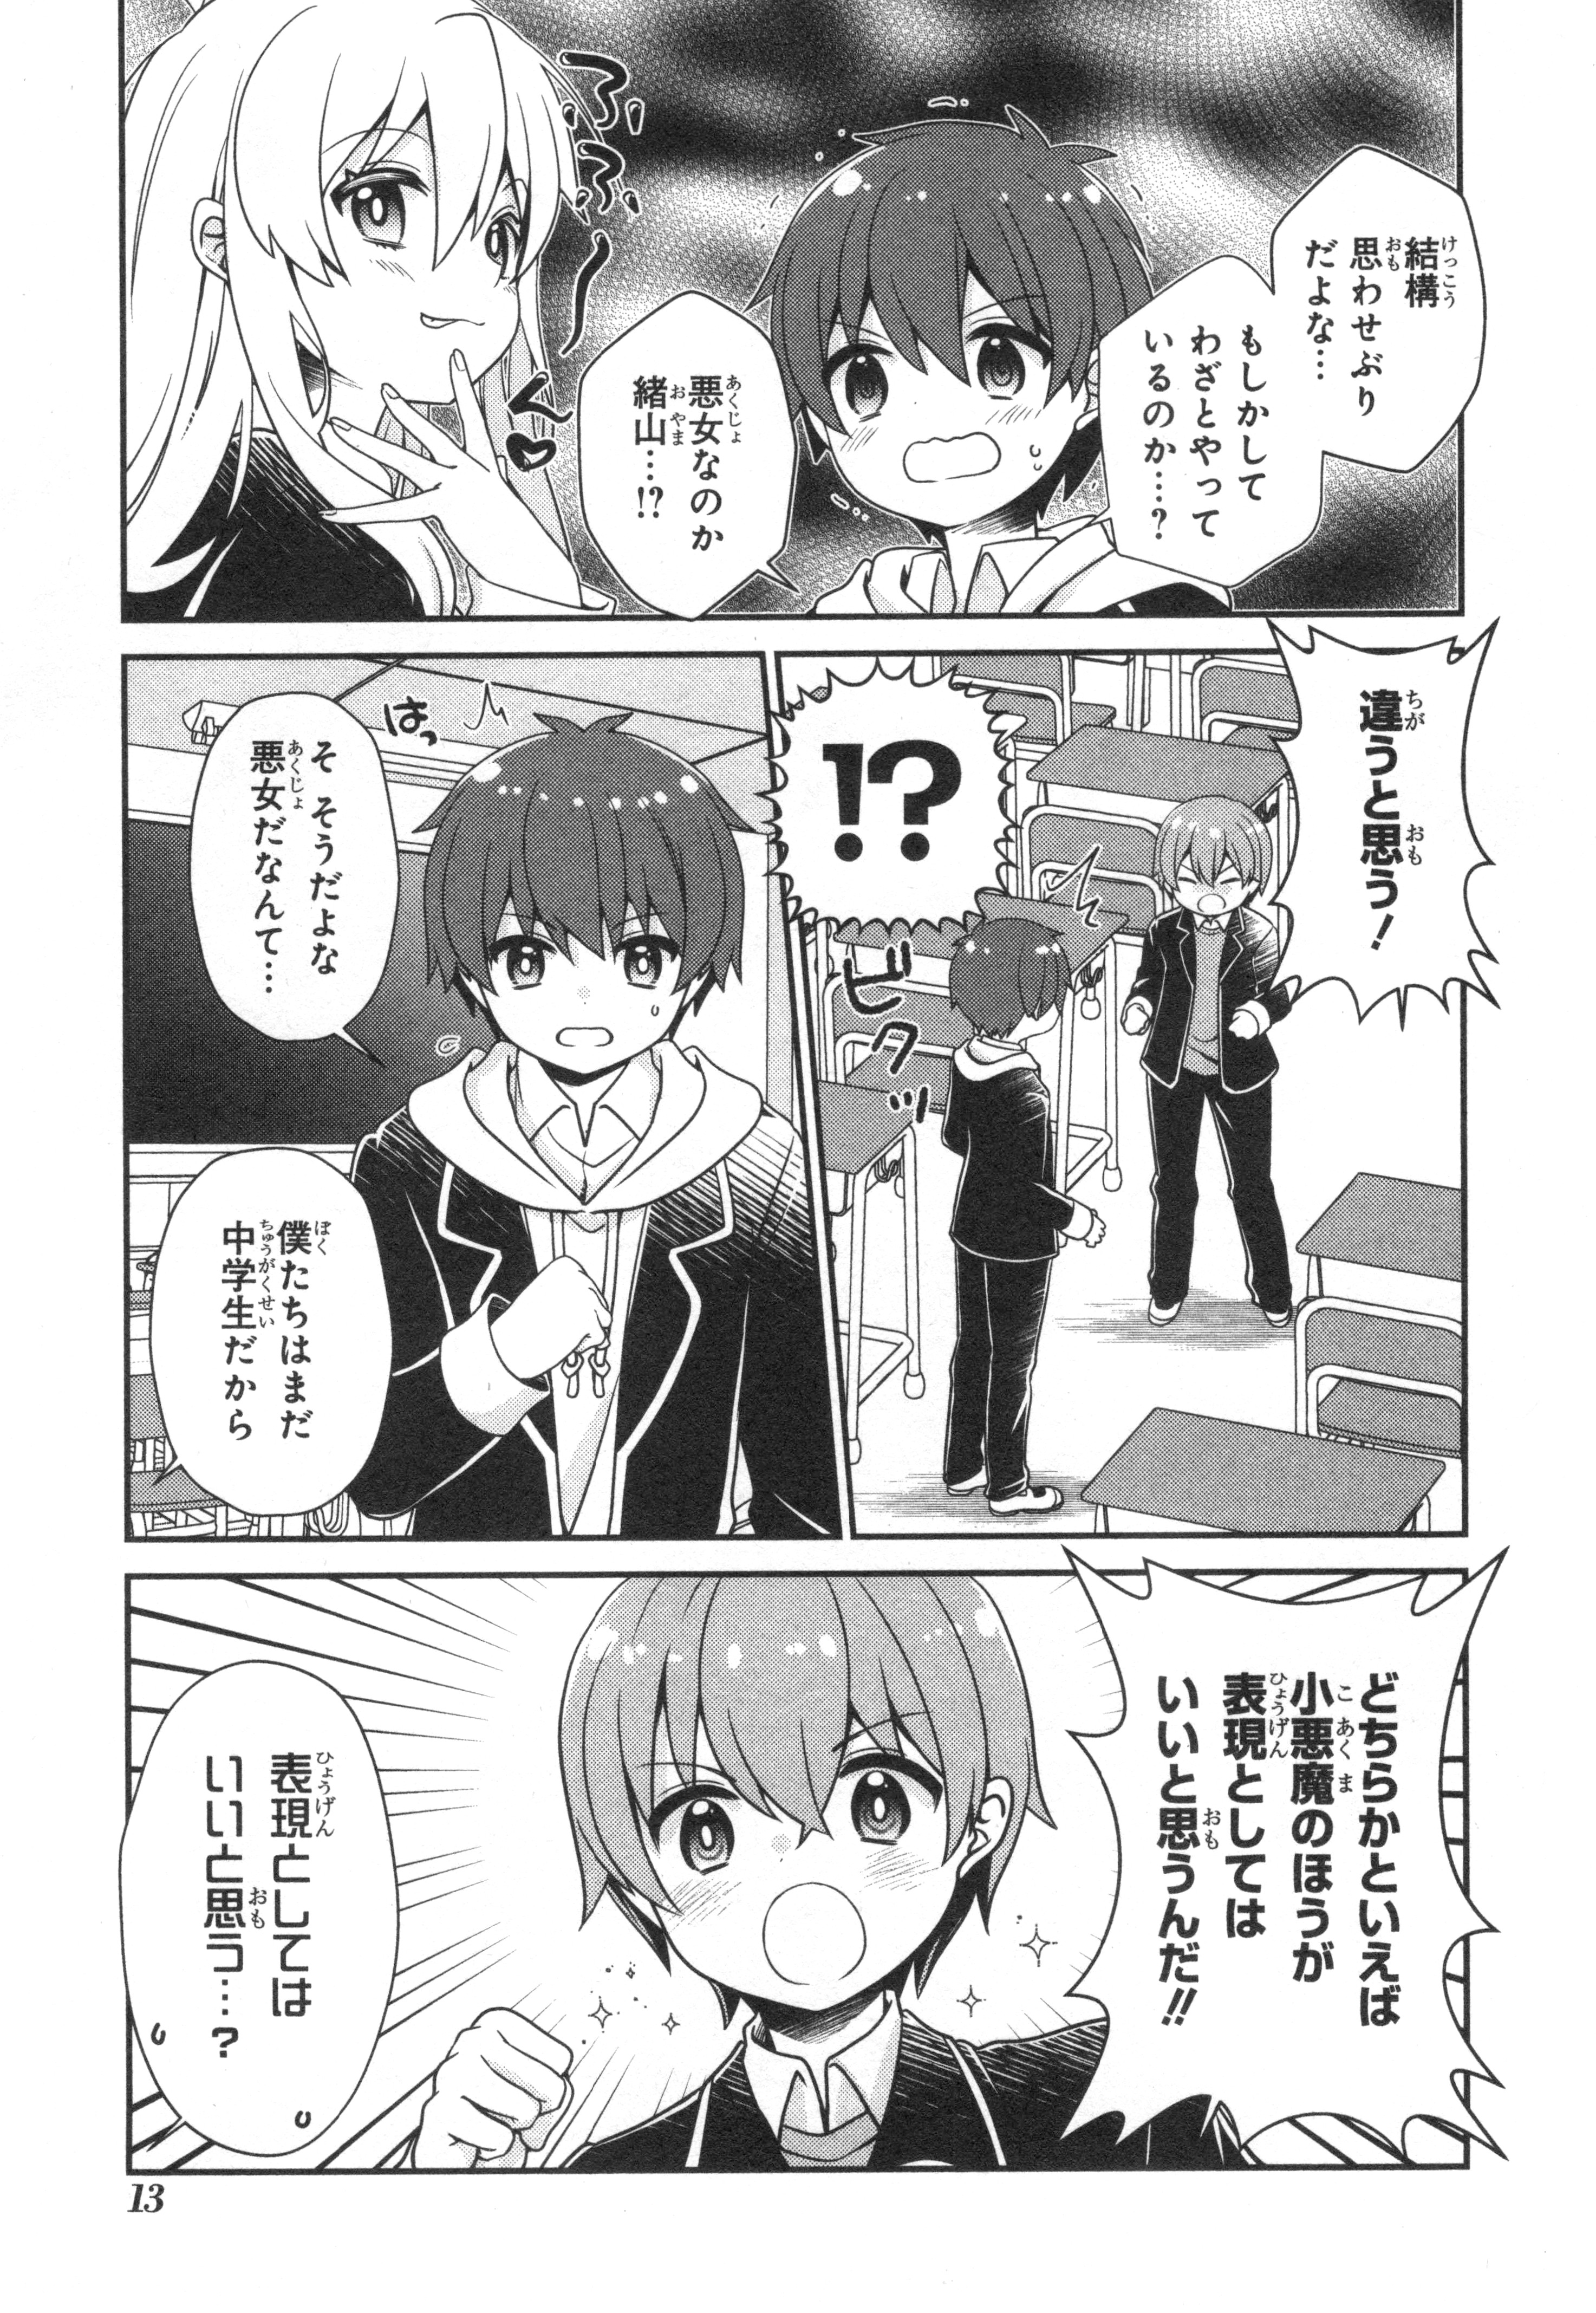 結構
思わせぶり
だよな…
もしかして
わざとやって
いるのか…?
悪女なのか
緒山…!?
ふふふーん♥
違うと思う!
!?
ビクッ
はっ
そ そうだよな
悪女だなんて…
僕たちはまだ
中学生だから
どちらかといえば
小悪魔のほうが
表現としては
いいと思うんだ!!
表現としては
いいと思う…?
13